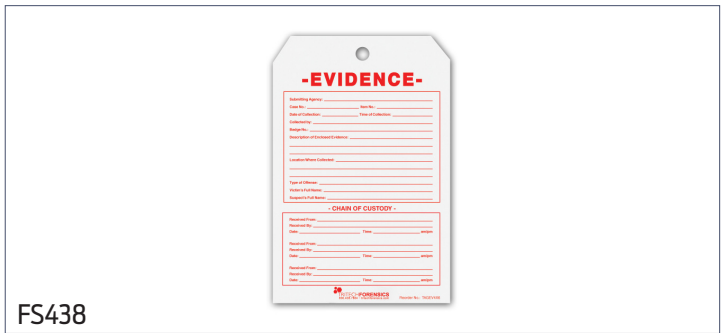 -EVIDENCE-
Submitting Agency:
Case No.: Item No.:
Date of Collection: Time of Collection:
Collected by:
Badge No.:
Description of Enclosed Evidence:
Location Where Collected:
Type of Offense:
Victim's Full Name:
Suspect's Full Name:
- CHAIN OF CUSTODY -
Received From:
Received By:
Date: Time: am/pm
Received From:
Received By:
Date: Time: am/pm
Received From:
Received By:
Date: Time: am/pm
TRITECHFORENSICS
Reorder No.:
FS438